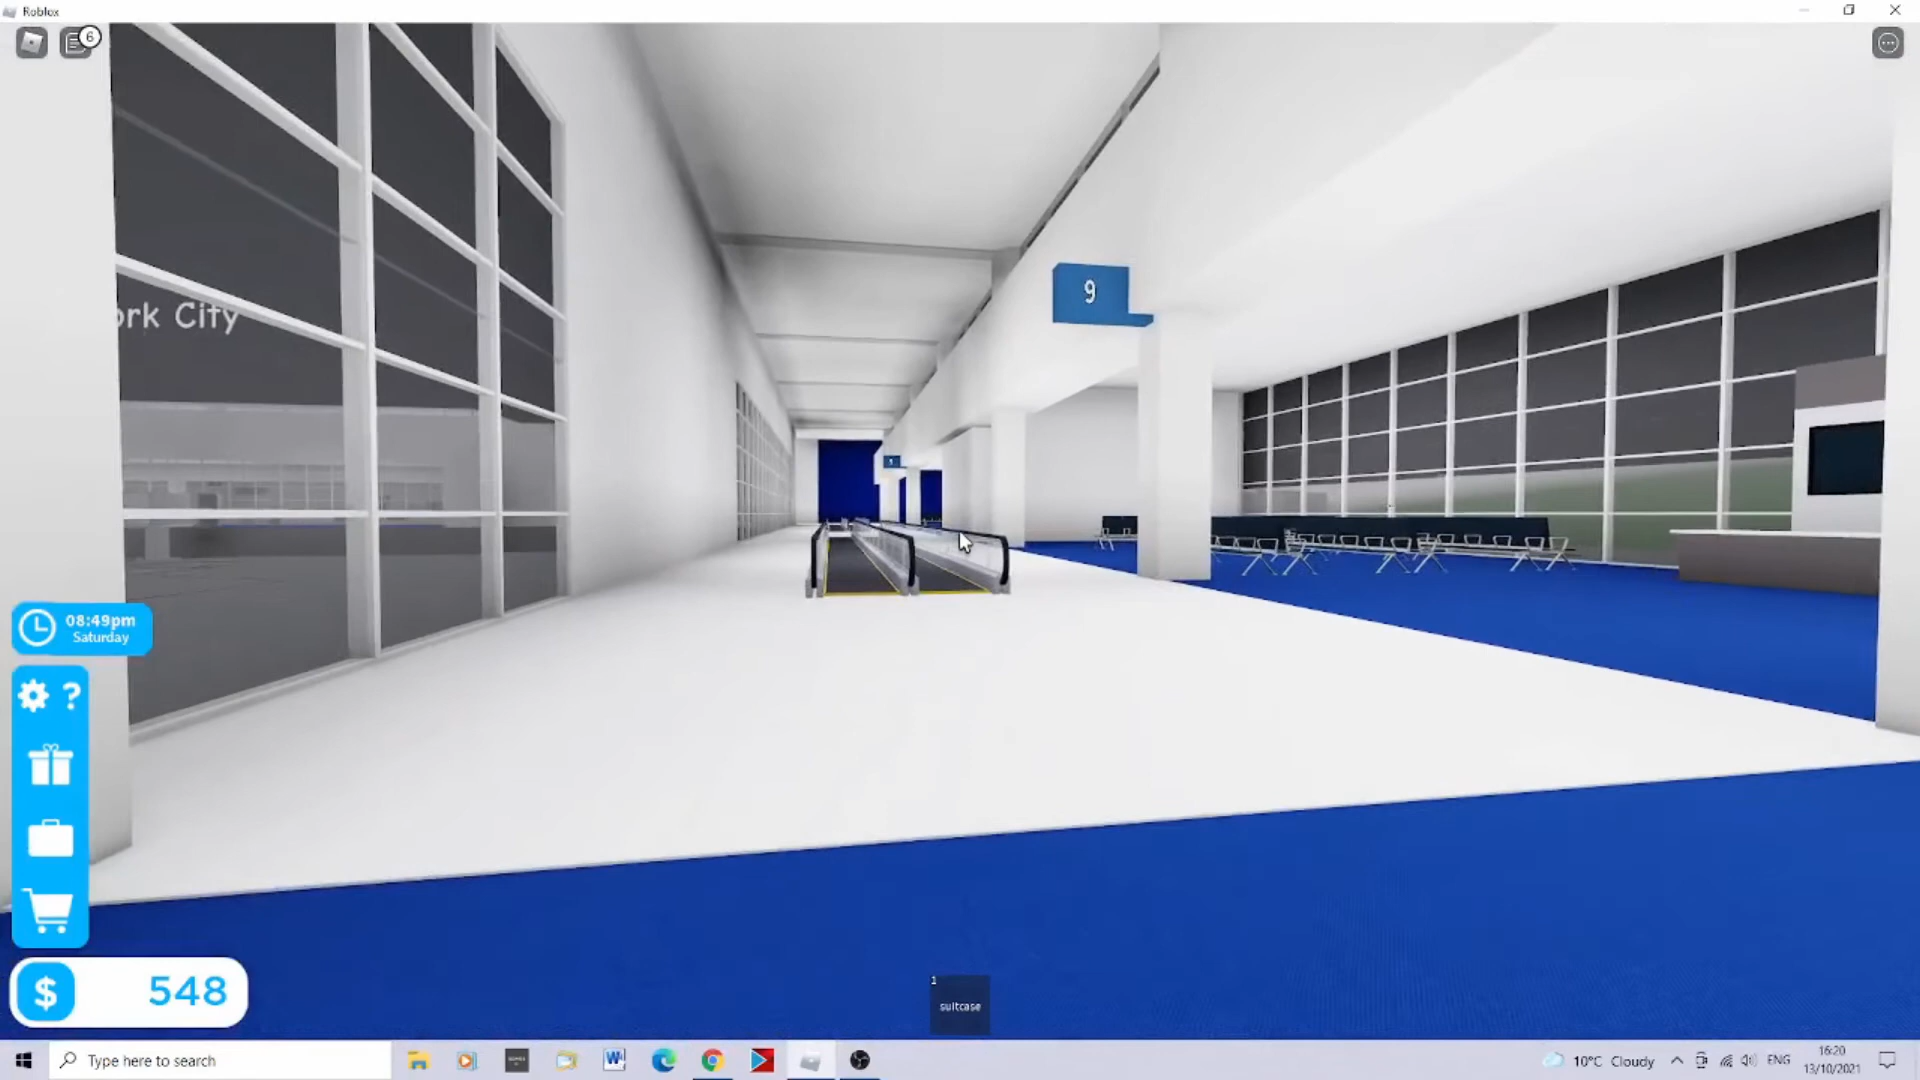 Roblox
6
9
ork City
08:49pm
Saturday
?
$ 548
1
suitcase
Type here to search
W
10°C Cloudy
ENG
16:20
13/10/2021